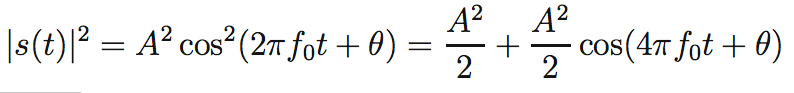 |s(t)|² = A² cos²(2πf₀t + θ) = A²/2 + A²/2 cos(4πf₀t + θ)